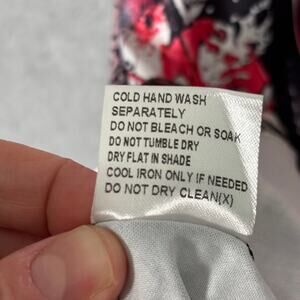 COLD HAND WASH
SEPARATELY
DO NOT BLEACH OR SOAK
DO NOT TUMBLE DRY
DRY FLAT IN SHADE
COOL IRON ONLY IF NEEDED
DO NOT DRY CLEAN(X)